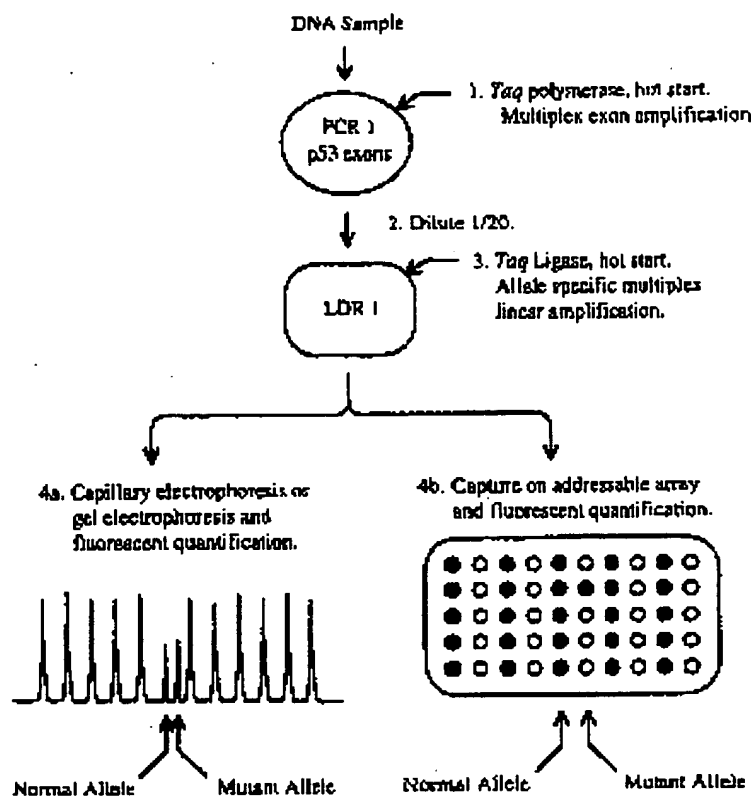 DNA Sample
1. Taq polymerase, hot start.
Multiplex exon amplification
PCR 1
p53 exons
2. Dilute 1/20.
3. Taq Ligase, hot start.
Allele specific multiplex
linear amplification.
LDR 1
4a. Capillary electrophoresis or
gel electrophoresis and
fluorescent quantification.
4b. Capture on addressable array
and fluorescent quantification.
Normal Allele
Mutant Allele
Normal Allele
Mutant Allele